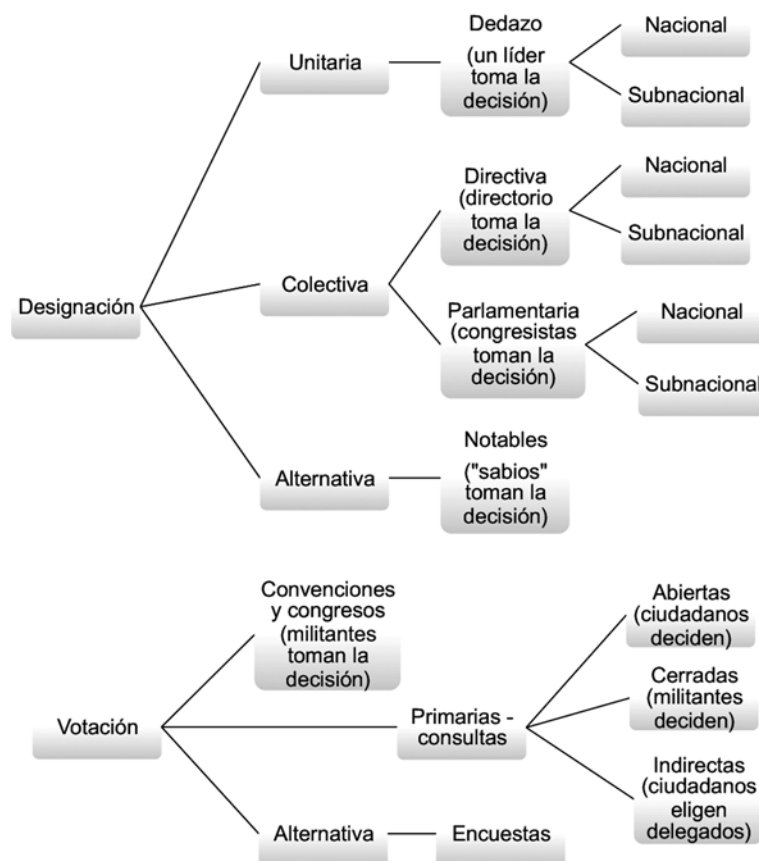 Designación
Unitaria
Dedazo
(un líder
toma la
decisión)
Nacional
Subnacional
Colectiva
Directiva
(directorio
toma la
decisión)
Nacional
Subnacional
Parlamentaria
(congresistas
toman la
decisión)
Nacional
Subnacional
Alternativa
Notables
("sabios"
toman la
decisión)
Votación
Convenciones
y congresos
(militantes
toman la
decisión)
Primarias -
consultas
Abiertas
(ciudadanos
deciden)
Cerradas
(militantes
deciden)
Indirectas
(ciudadanos
eligen
delegados)
Alternativa
Encuestas